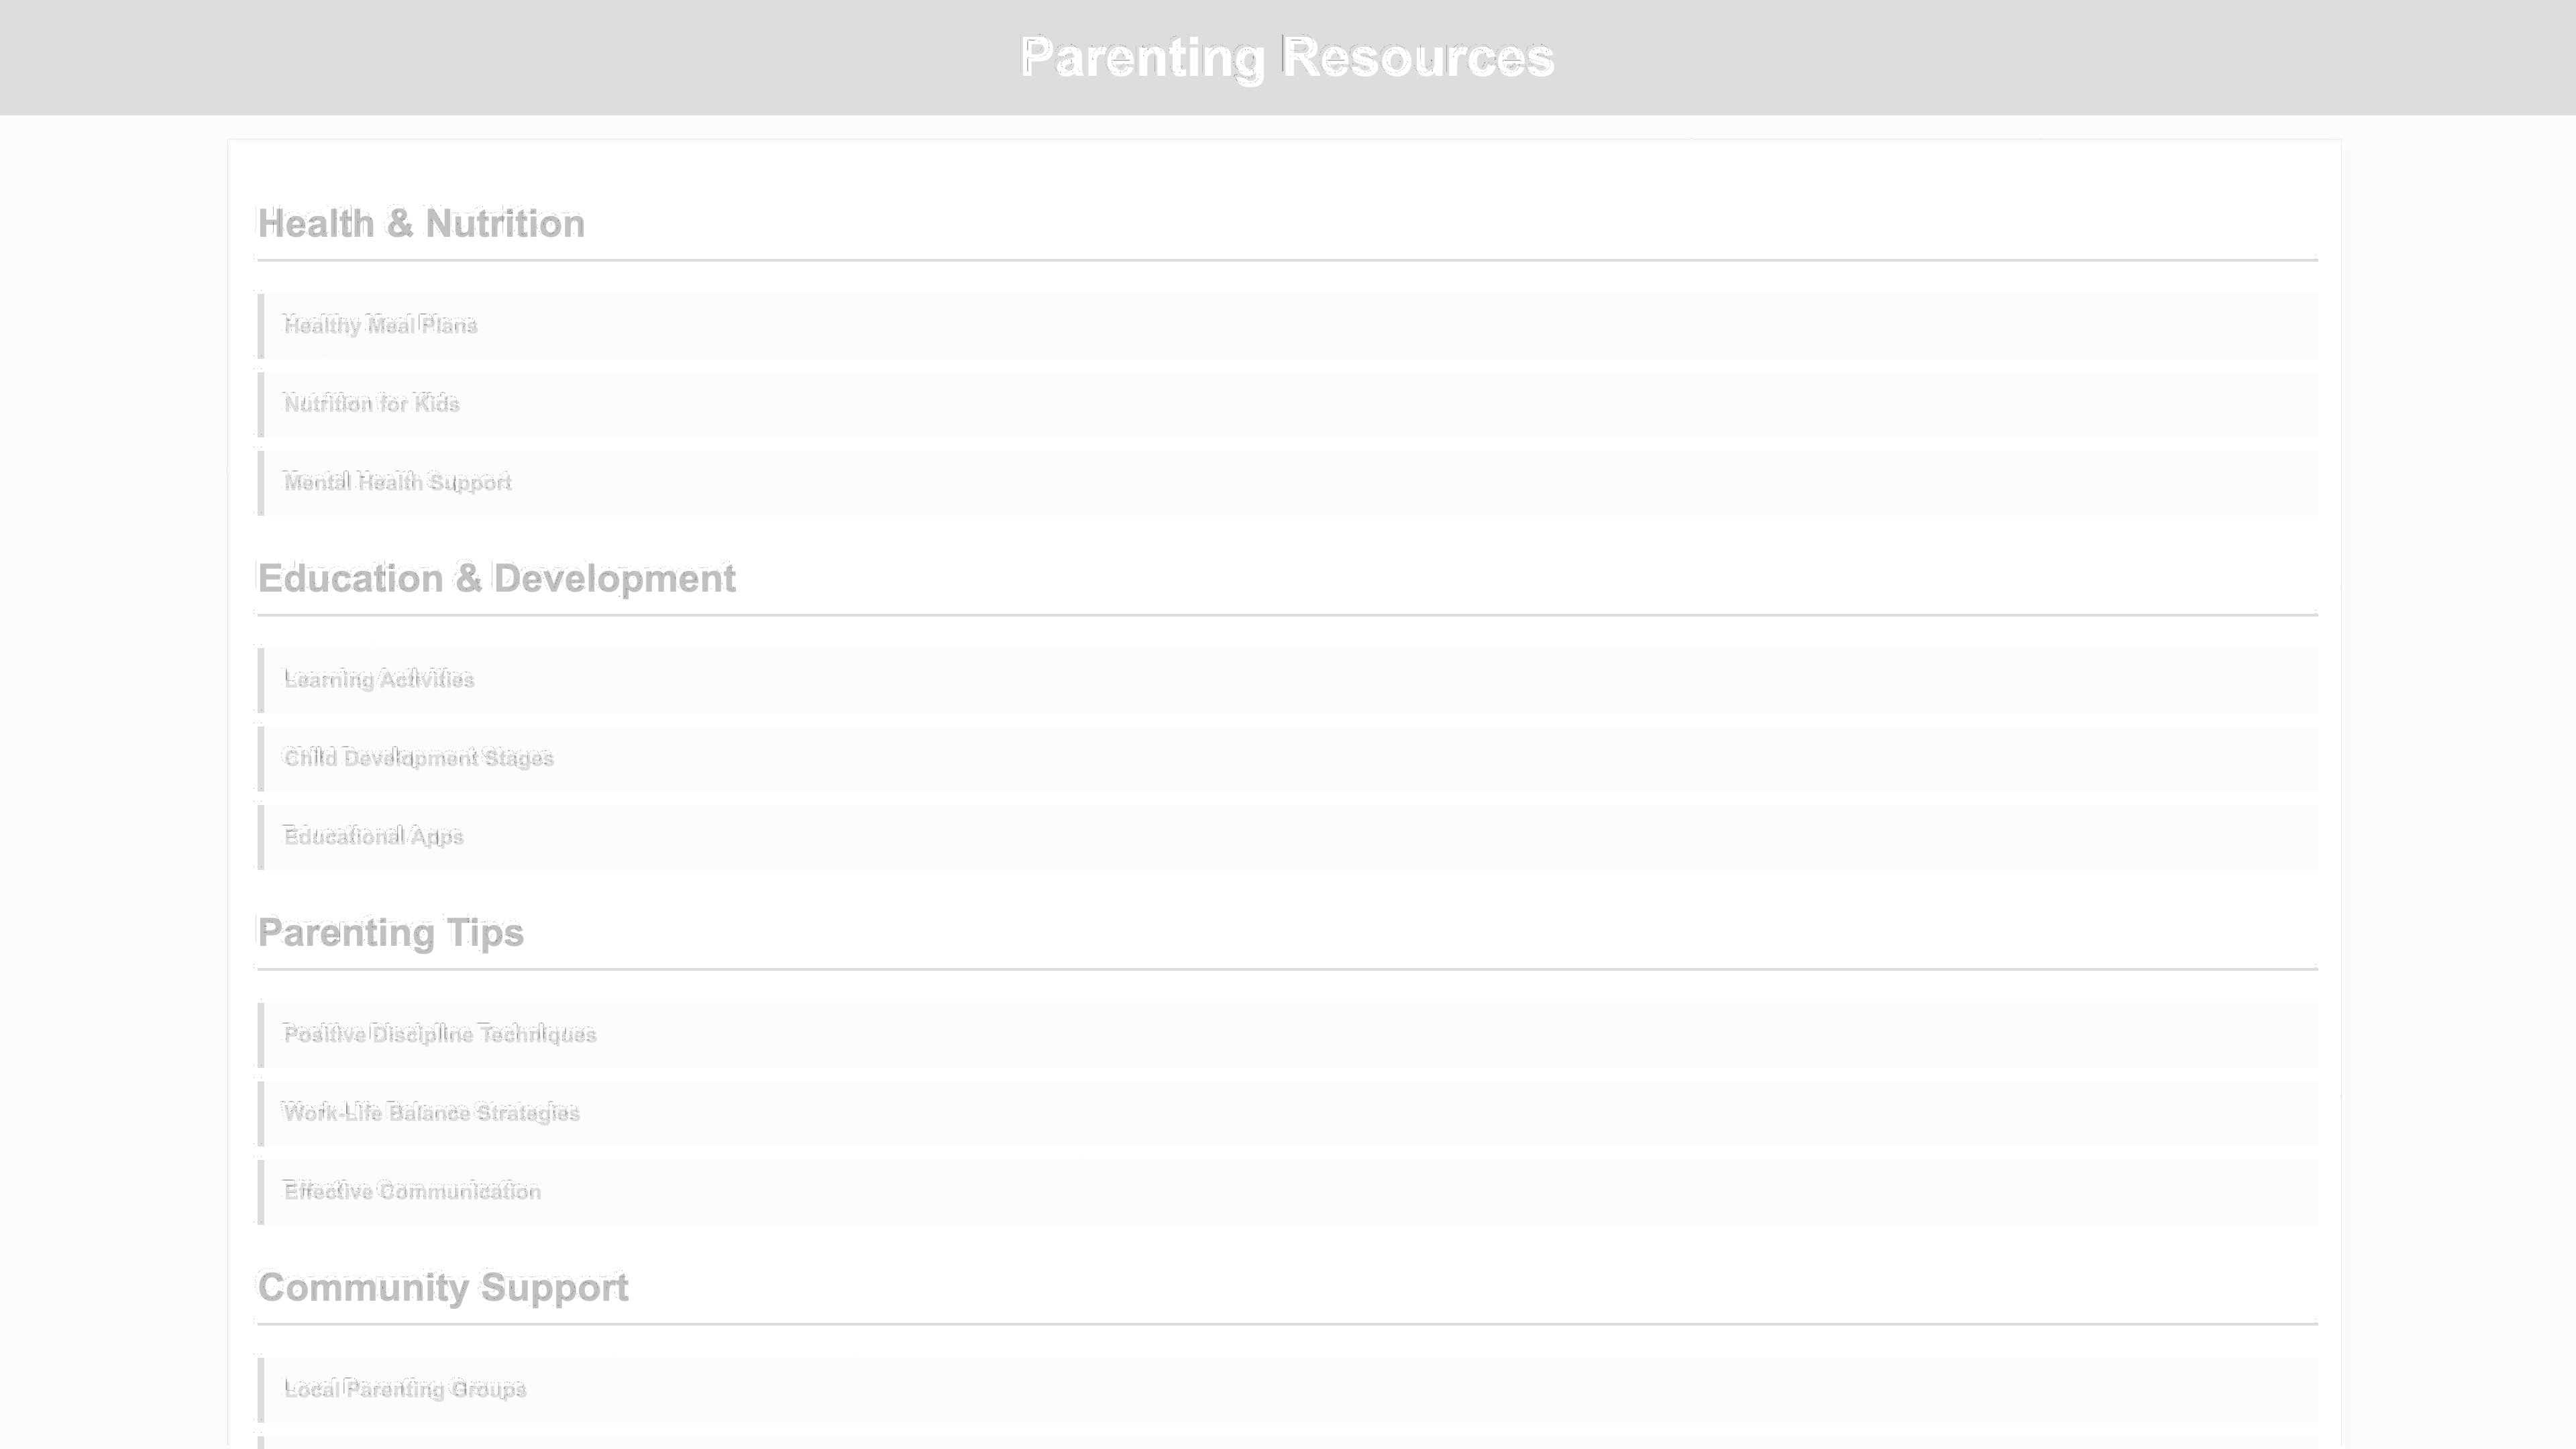 Parenting Resources
Health & Nutrition
Healthy Meal Plans
Nutrition for Kids
Mental Health Support
Education & Development
Learning Activities
Child Development Stages
Educational Apps
Parenting Tips
Positive Discipline Techniques
Work-Life Balance Strategies
Effective Communication
Community Support
Local Parenting Groups